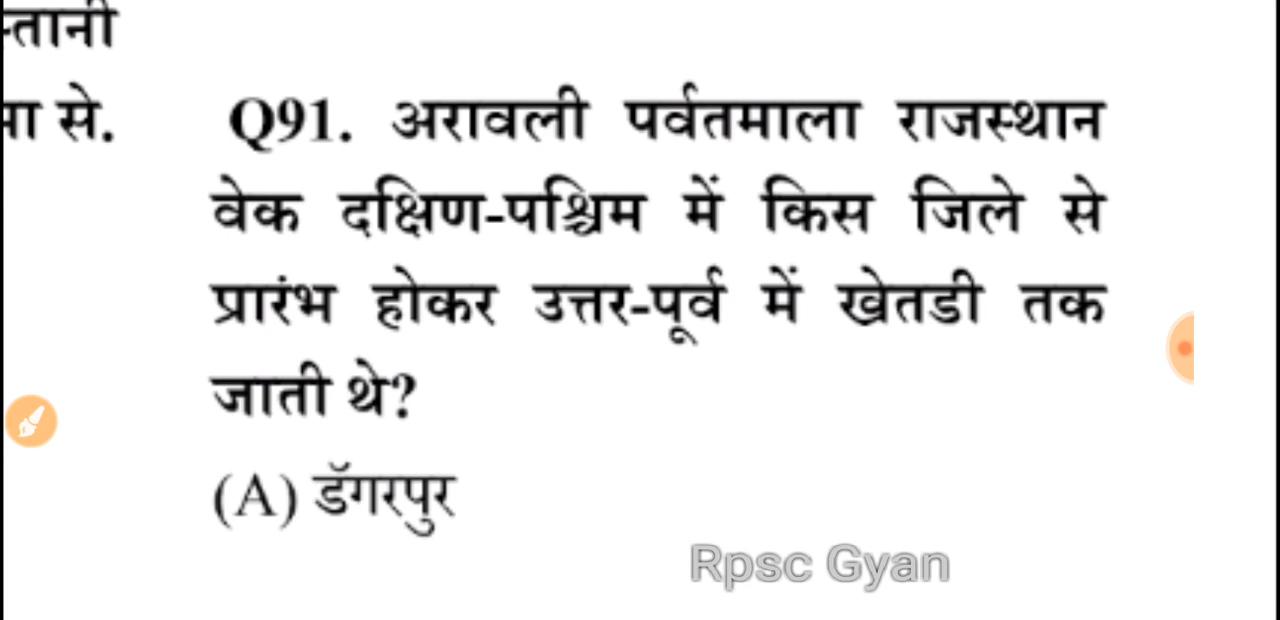 स्तानी
मा से.
Q91. अरावली पर्वतमाला राजस्थान
वेक दक्षिण-पश्चिम में किस जिले से
प्रारंभ होकर उत्तर-पूर्व में खेतडी तक
जाती थे?
(A) डॅगरपुर
Rpsc Gyan